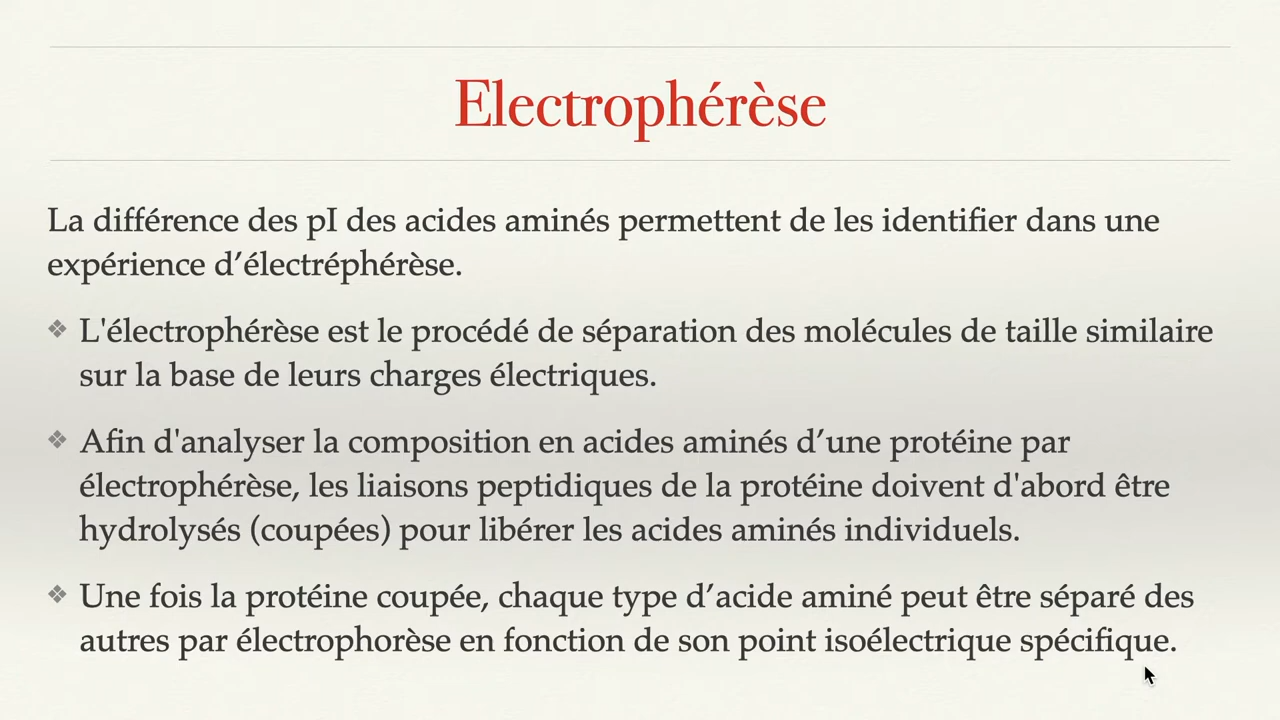 Electrophérèse
La différence des pI des acides aminés permettent de les identifier dans une
expérience d’électréphérèse.
❖ L'électrophérèse est le procédé de séparation des molécules de taille similaire
sur la base de leurs charges électriques.
❖ Afin d'analyser la composition en acides aminés d’une protéine par
électrophérèse, les liaisons peptidiques de la protéine doivent d'abord être
hydrolysés (coupées) pour libérer les acides aminés individuels.
❖ Une fois la protéine coupée, chaque type d’acide aminé peut être séparé des
autres par électrophorèse en fonction de son point isoélectrique spécifique.